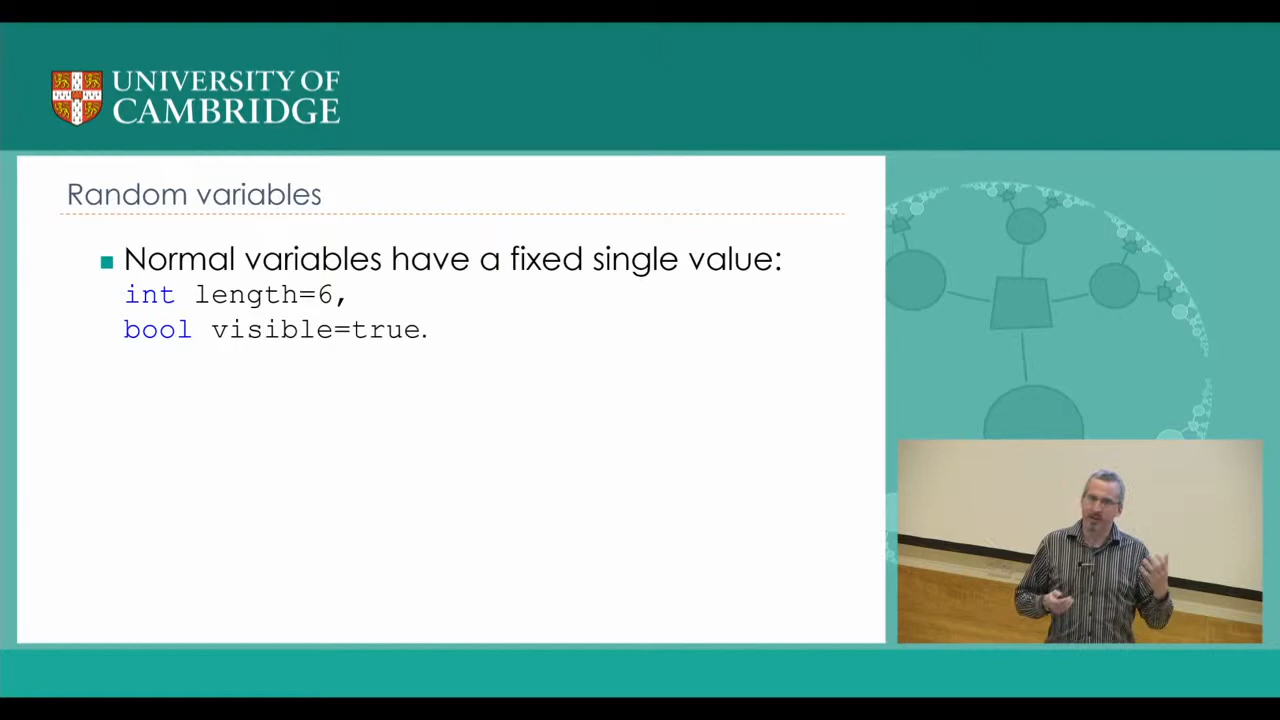 UNIVERSITY OF
CAMBRIDGE
Random variables
Normal variables have a fixed single value:
int length=6,
bool visible=true.